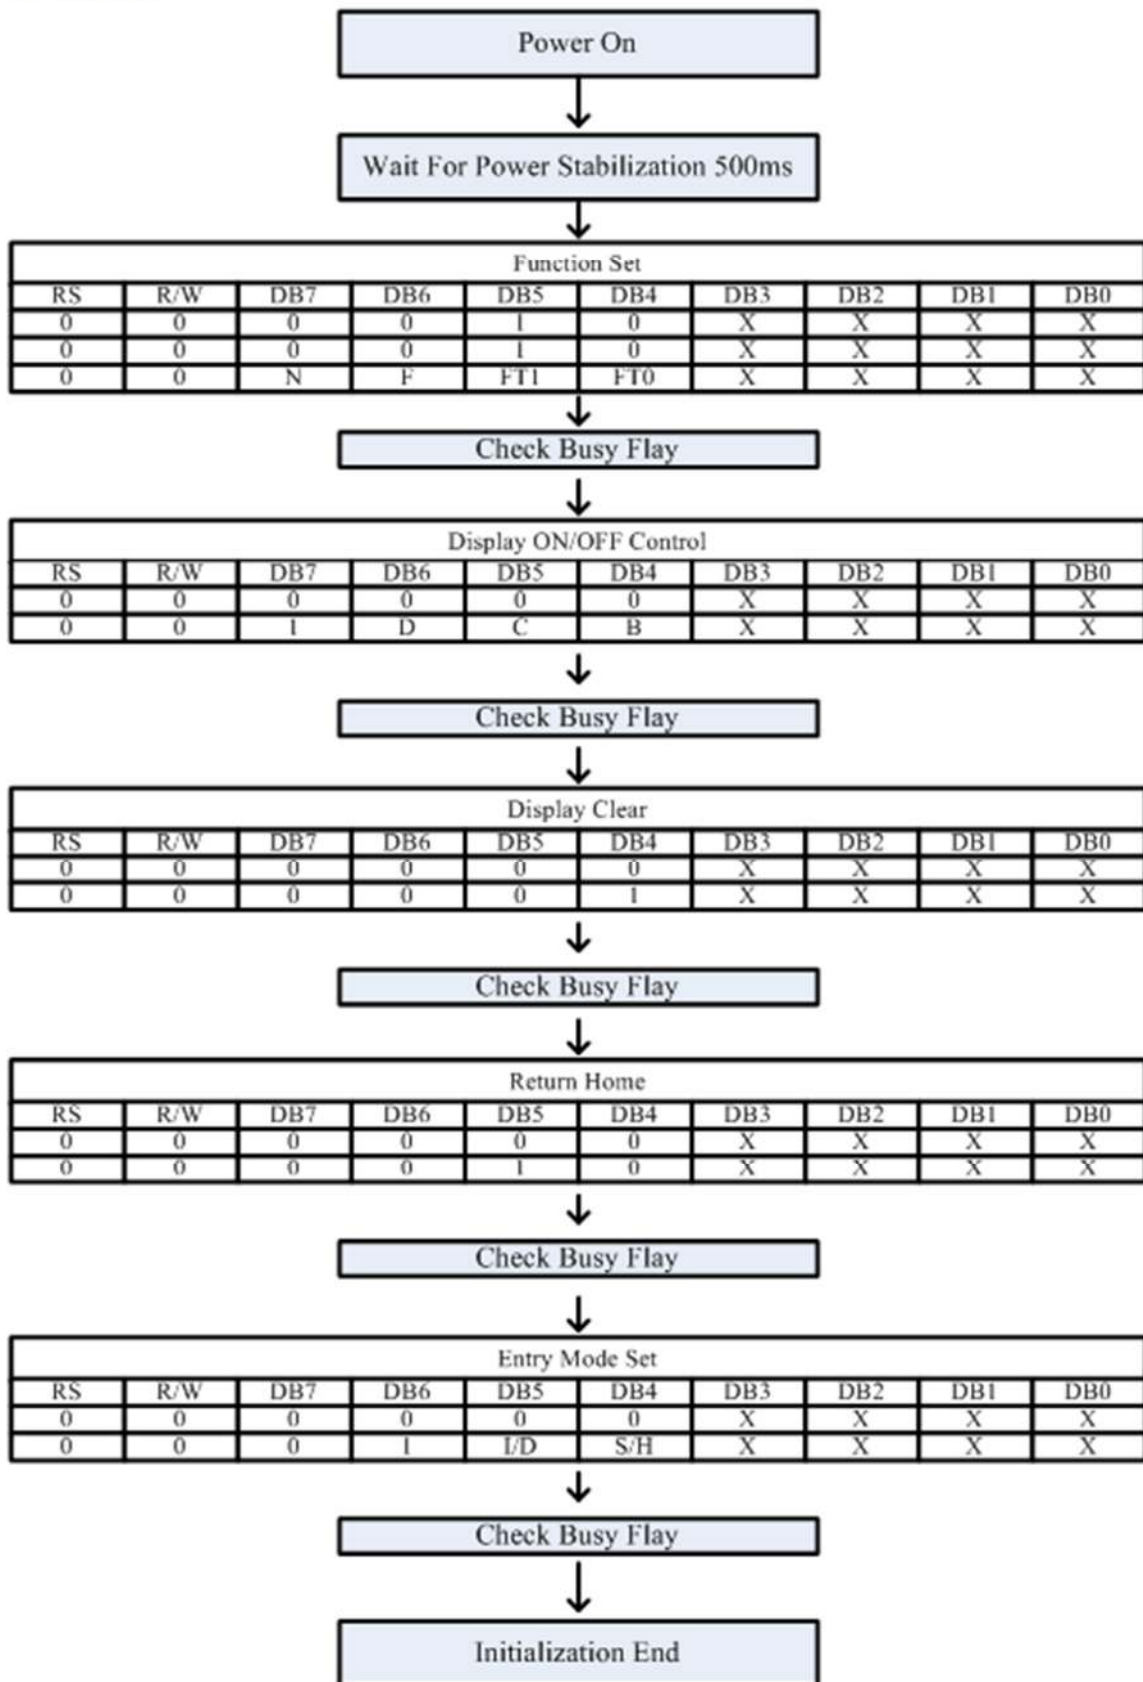 Power On
Wait For Power Stabilization 500ms
Function Set
RS R/W DB7 DB6 DB5 DB4 DB3 DB2 DB1 DB0
0 0 0 0 1 0 X X X X
0 0 0 0 1 0 X X X X
0 0 N F FT1 FT0 X X X X
Check Busy Flay
Display ON/OFF Control
RS R/W DB7 DB6 DB5 DB4 DB3 DB2 DB1 DB0
0 0 0 0 0 0 X X X X
0 0 1 D C B X X X X
Check Busy Flay
Display Clear
RS R/W DB7 DB6 DB5 DB4 DB3 DB2 DB1 DB0
0 0 0 0 0 0 X X X X
0 0 0 0 0 1 X X X X
Check Busy Flay
Return Home
RS R/W DB7 DB6 DB5 DB4 DB3 DB2 DB1 DB0
0 0 0 0 0 0 X X X X
0 0 0 0 1 0 X X X X
Check Busy Flay
Entry Mode Set
RS R/W DB7 DB6 DB5 DB4 DB3 DB2 DB1 DB0
0 0 0 0 0 0 X X X X
0 0 0 1 I/D S/H X X X X
Check Busy Flay
Initialization End